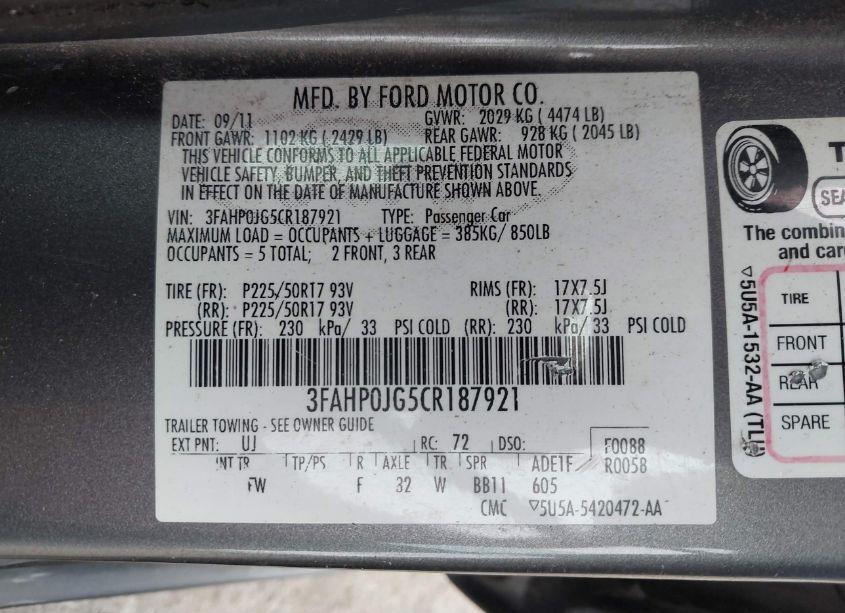 MFD. BY FORD MOTOR CO.
DATE: 09/11 GVWR: 2029 KG ( 4474 LB)
FRONT GAWR: 1102 KG ( 2429 LB) REAR GAWR: 928 KG ( 2045 LB)
THIS VEHICLE CONFORMS TO ALL APPLICABLE FEDERAL MOTOR
VEHICLE SAFETY, BUMPER, AND THEFT PREVENTION STANDARDS
IN EFFECT ON THE DATE OF MANUFACTURE SHOWN ABOVE.
VIN: 3FAHP0JG5CR187921 TYPE: Passenger Car
MAXIMUM LOAD = OCCUPANTS + LUGGAGE = 385KG/ 850LB
OCCUPANTS = 5 TOTAL; 2 FRONT, 3 REAR
TIRE (FR): P225/50R17 93V RIMS (FR): 17X7.5J
(RR): P225/50R17 93V (RR): 17X7.5J
PRESSURE (FR): 230 kPa/ 33 PSI COLD (RR): 230 kPa/ 33 PSI COLD
3FAHP0JG5CR187921
TRAILER TOWING - SEE OWNER GUIDE
EXT PNT: UJ RC: 72 DSO: F0088
INT TR TP/PS R AXLE TR SPR ADE1F R0058
FW F 32 W BB11 605
CMC ▽5U5A-5420472-AA
T
SEA
The combin
and carg
TIRE
FRONT
REAR
SPARE
▽5U5A-1532-AA (TLH